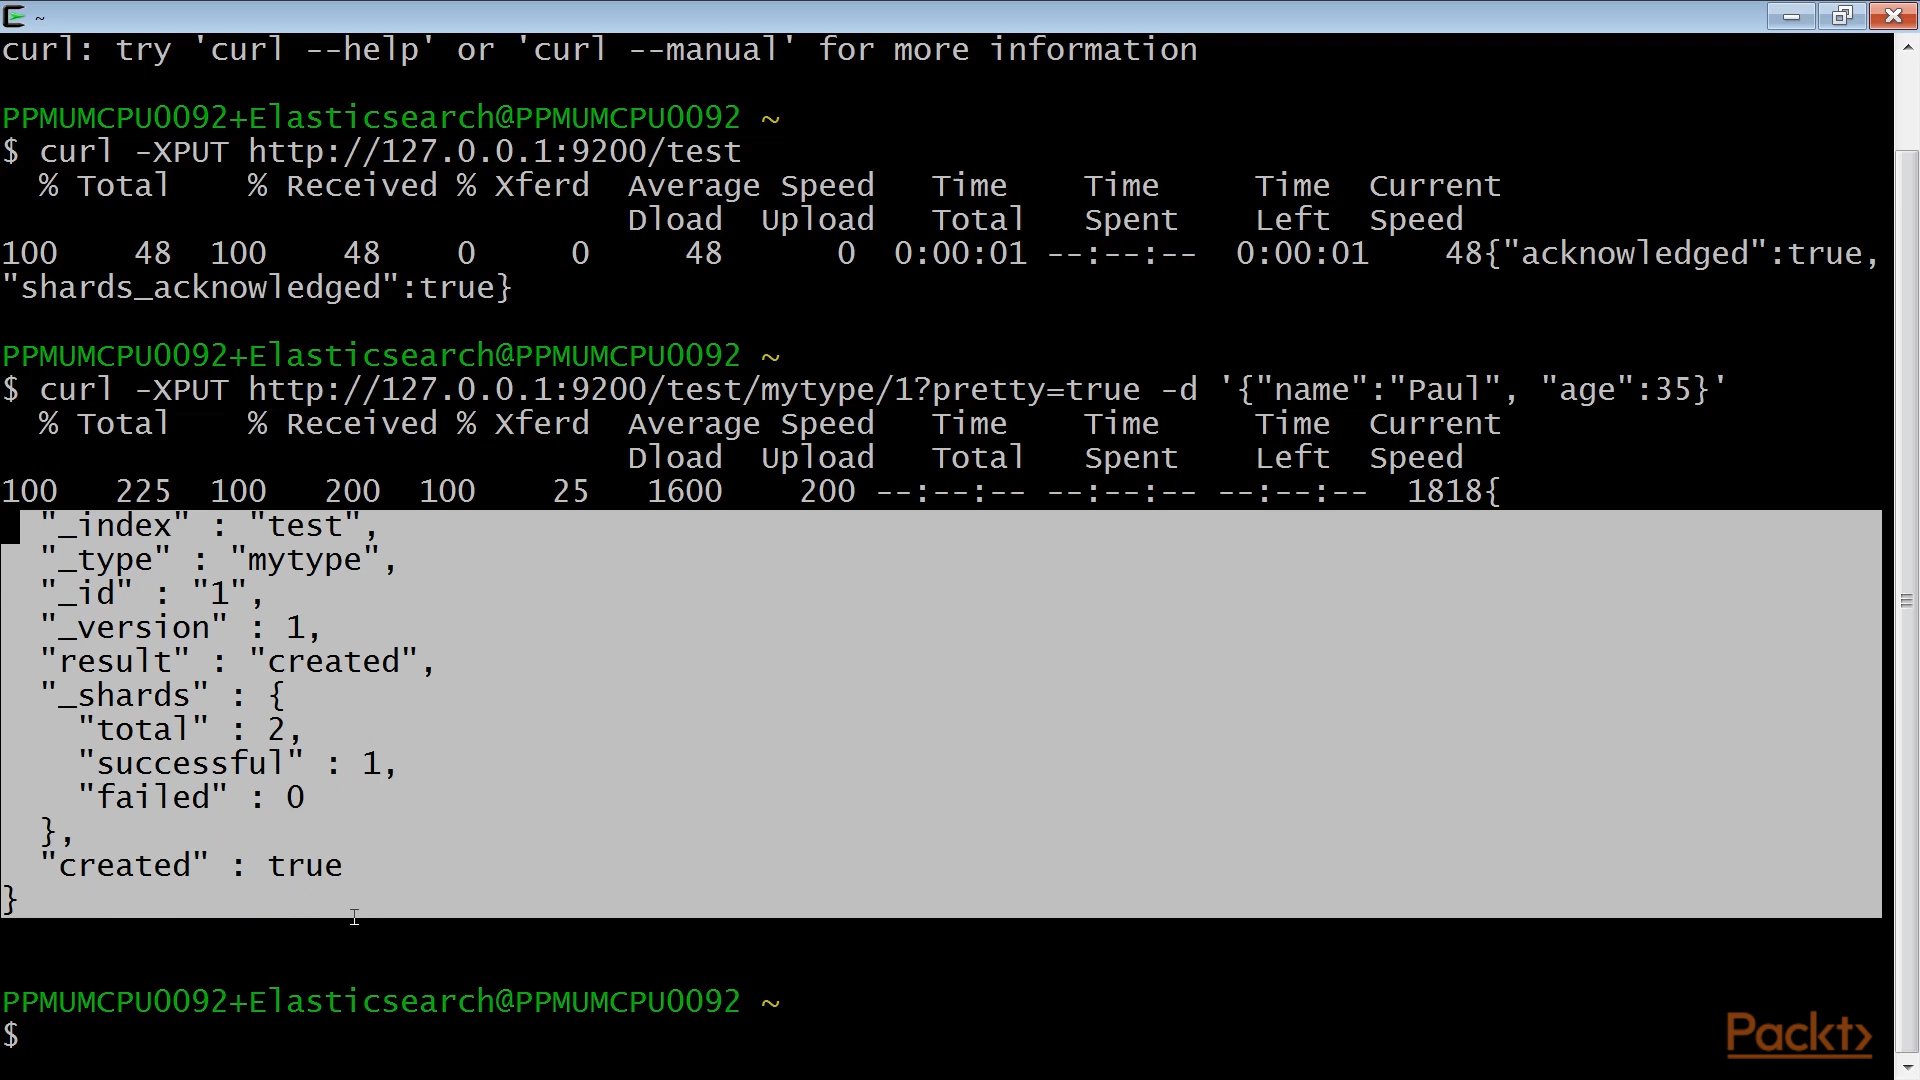 ~
curl: try 'curl --help' or 'curl --manual' for more information
PPMUMCPU0092+Elasticsearch@PPMUMCPU0092 ~
$ curl -XPUT http://127.0.0.1:9200/test
  % Total    % Received % Xferd  Average Speed   Time    Time     Time  Current
                                 Dload  Upload   Total   Spent    Left  Speed
100    48  100    48    0     0     48      0  0:00:01 --:--:--  0:00:01    48{"acknowledged":true,
"shards_acknowledged":true}
PPMUMCPU0092+Elasticsearch@PPMUMCPU0092 ~
$ curl -XPUT http://127.0.0.1:9200/test/mytype/1?pretty=true -d '{"name":"Paul", "age":35}'
  % Total    % Received % Xferd  Average Speed   Time    Time     Time  Current
                                 Dload  Upload   Total   Spent    Left  Speed
100   225  100   200  100    25   1600    200 --:--:-- --:--:-- --:--:--  1818{
  "_index" : "test",
  "_type" : "mytype",
  "_id" : "1",
  "_version" : 1,
  "result" : "created",
  "_shards" : {
    "total" : 2,
    "successful" : 1,
    "failed" : 0
  },
  "created" : true
}
PPMUMCPU0092+Elasticsearch@PPMUMCPU0092 ~
$
Packt>